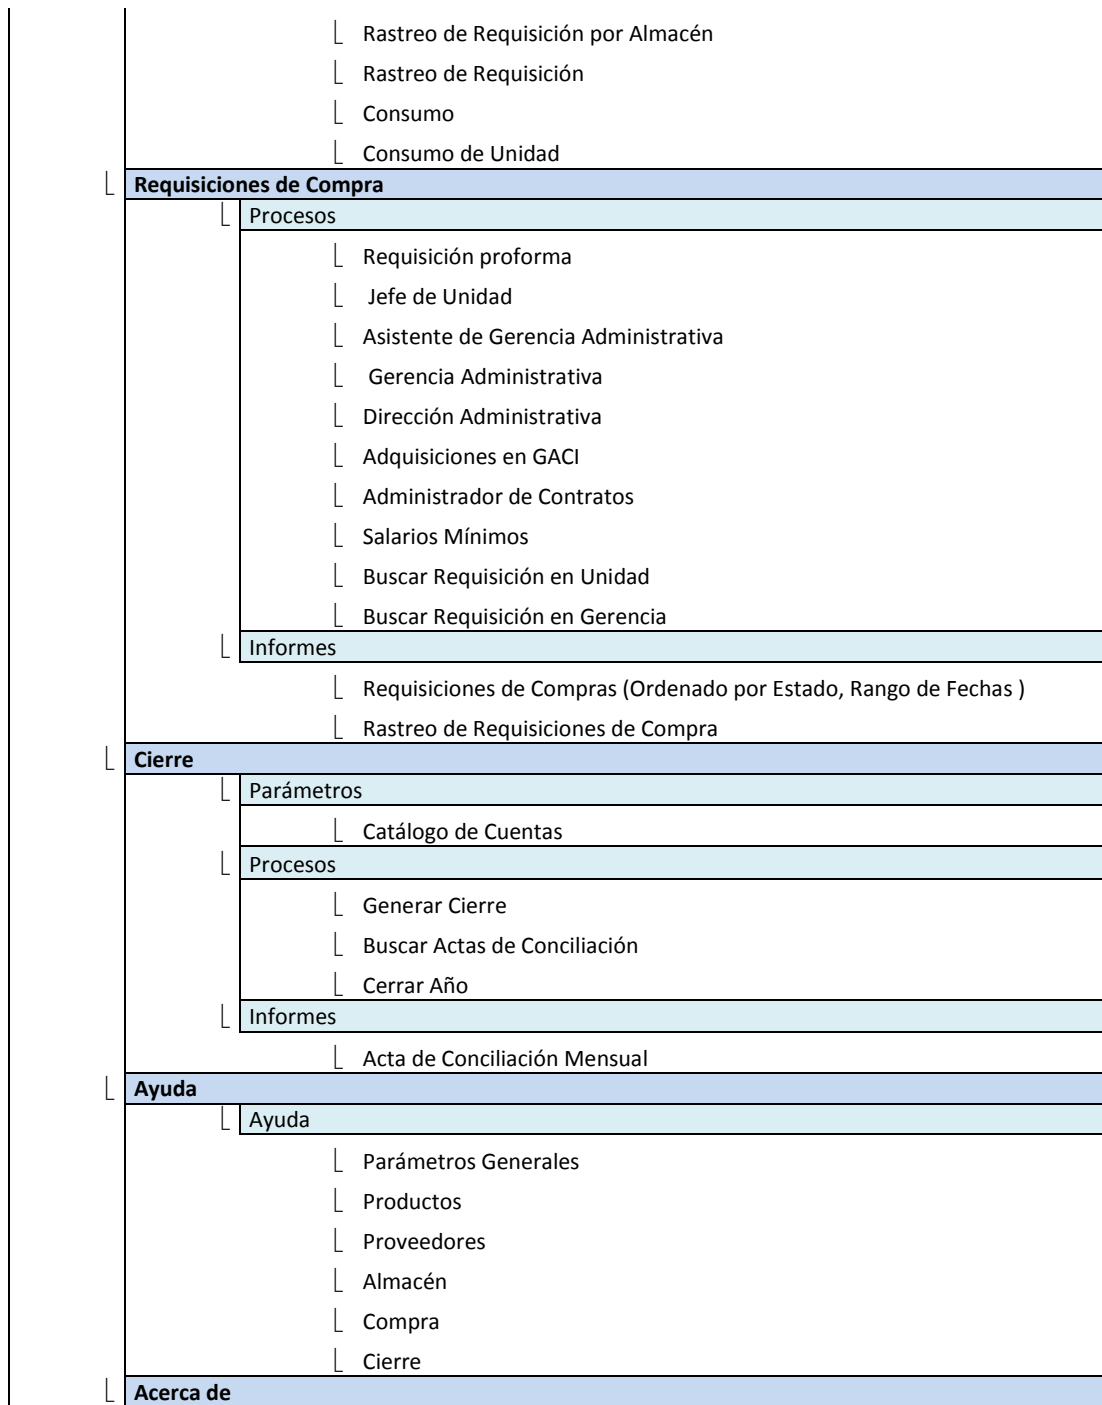 Rastreo de Requisición por Almacén
Rastreo de Requisición
Consumo
Consumo de Unidad
Requisiciones de Compra
Procesos
Requisición proforma
Jefe de Unidad
Asistente de Gerencia Administrativa
Gerencia Administrativa
Dirección Administrativa
Adquisiciones en GACI
Administrador de Contratos
Salarios Mínimos
Buscar Requisición en Unidad
Buscar Requisición en Gerencia
Informes
Requisiciones de Compras (Ordenado por Estado, Rango de Fechas )
Rastreo de Requisiciones de Compra
Cierre
Parámetros
Catálogo de Cuentas
Procesos
Generar Cierre
Buscar Actas de Conciliación
Cerrar Año
Informes
Acta de Conciliación Mensual
Ayuda
Ayuda
Parámetros Generales
Productos
Proveedores
Almacén
Compra
Cierre
Acerca de